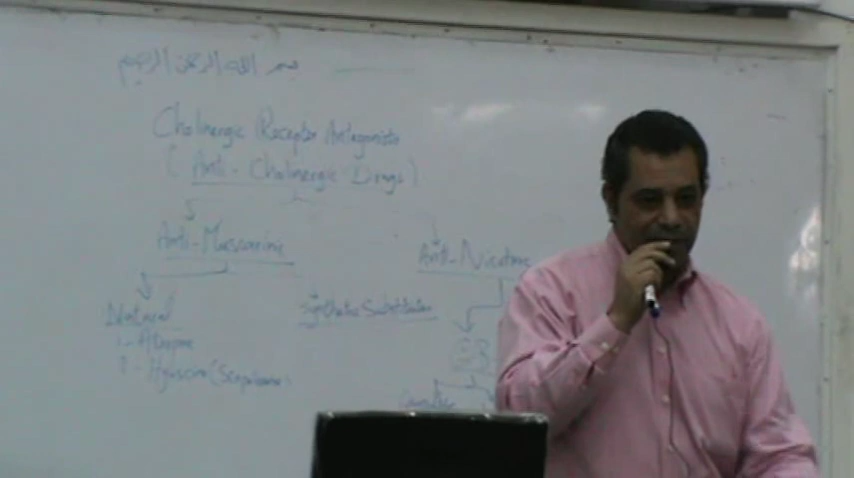 بسم الله الرحمن الرحيم
Cholinergic Receptor Antagonists
( Anti - Cholinergic Drugs )
Anti - Muscarinic
Anti - Nicotinic
Natural
Synthetic Substitutes
1 - Atropine
2 - Hyoscine (Scopolamine)